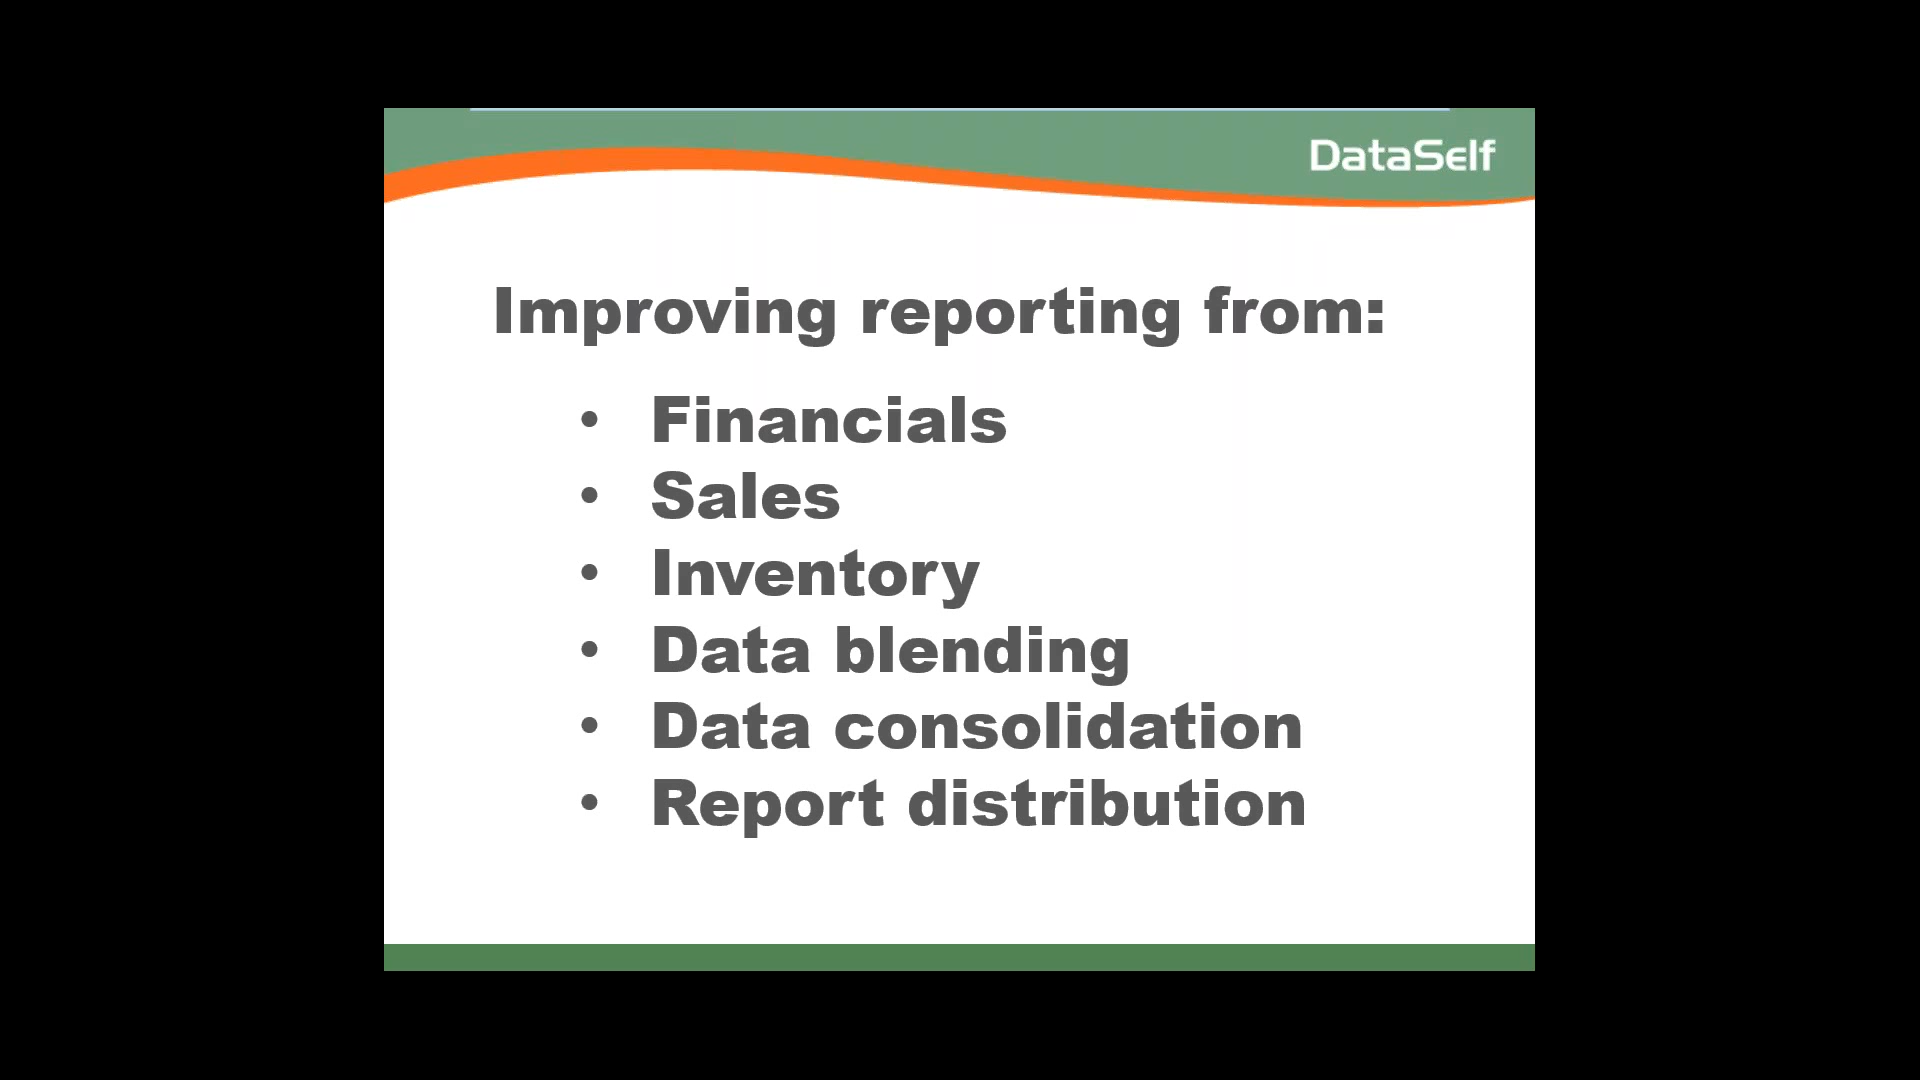 DataSelf
Improving reporting from:
• Financials
• Sales
• Inventory
• Data blending
• Data consolidation
• Report distribution